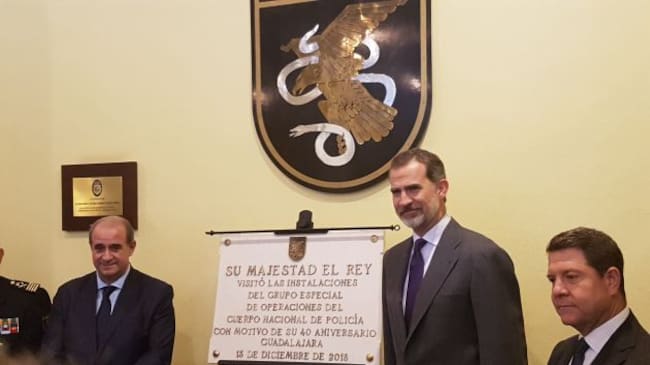 SU MAJESTAD EL REY
VISITÓ LAS INSTALACIONES
DEL GRUPO ESPECIAL
DE OPERACIONES DEL
CUERPO NACIONAL DE POLICÍA
CON MOTIVO DE SU 40 ANIVERSARIO
GUADALAJARA
13 DE DICIEMBRE DE 2018